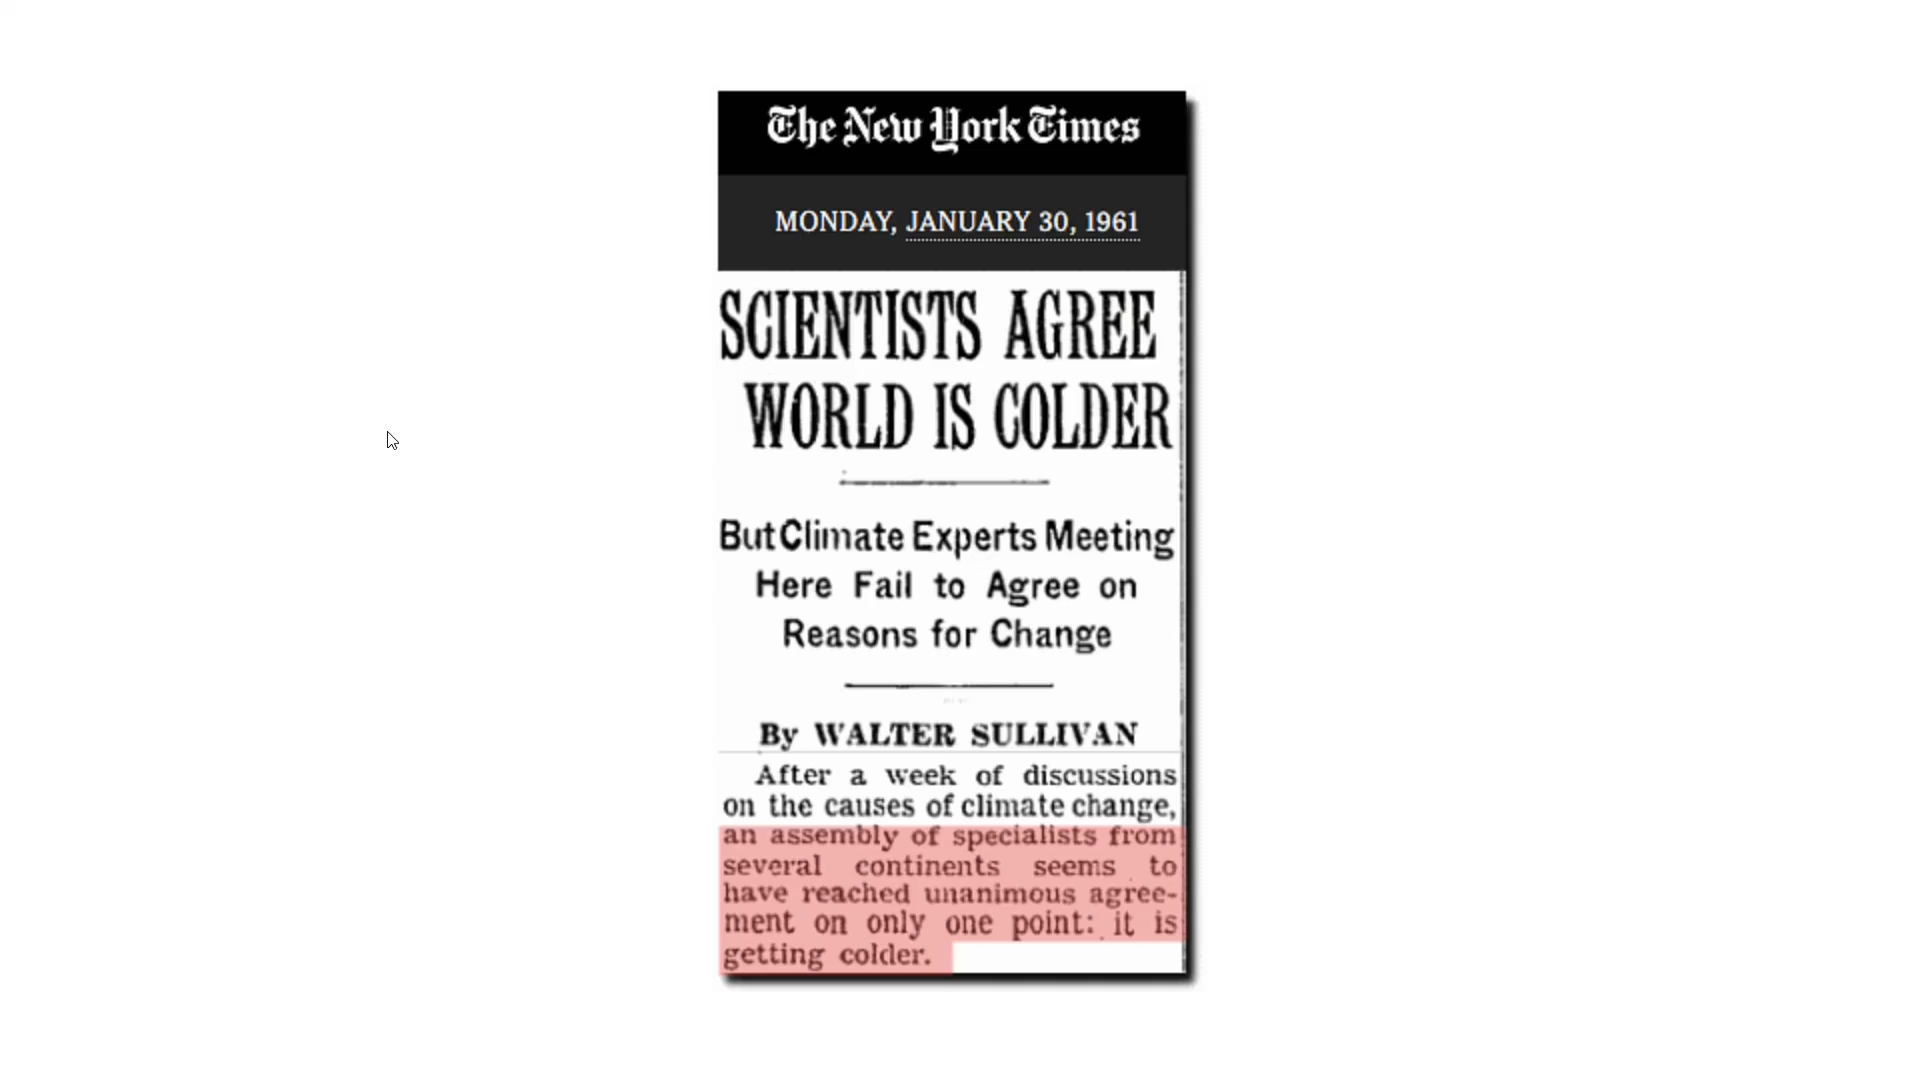 The New York Times
MONDAY, JANUARY 30, 1961
SCIENTISTS AGREE
WORLD IS COLDER
But Climate Experts Meeting
Here Fail to Agree on
Reasons for Change
By WALTER SULLIVAN
After a week of discussions
on the causes of climate change,
an assembly of specialists from
several continents seems to
have reached unanimous agree-
ment on only one point: it is
getting colder.